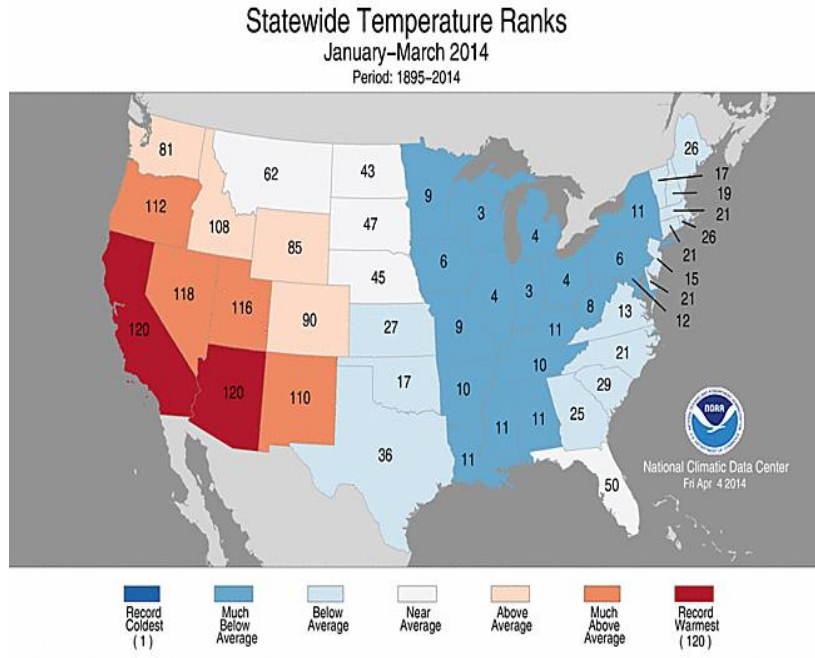 Statewide Temperature Ranks
January–March 2014
Period: 1895–2014
81
62
43
9
3
4
11
26
17
19
21
26
21
15
21
12
112
108
85
47
6
6
45
4
3
4
118
116
90
27
9
8
13
11
120
120
110
17
10
10
21
29
36
11
11
11
25
50
NOAA
National Climatic Data Center
Fri Apr 4 2014
Record
Coldest
(1)
Much
Below
Average
Below
Average
Near
Average
Above
Average
Much
Above
Average
Record
Warmest
(120)